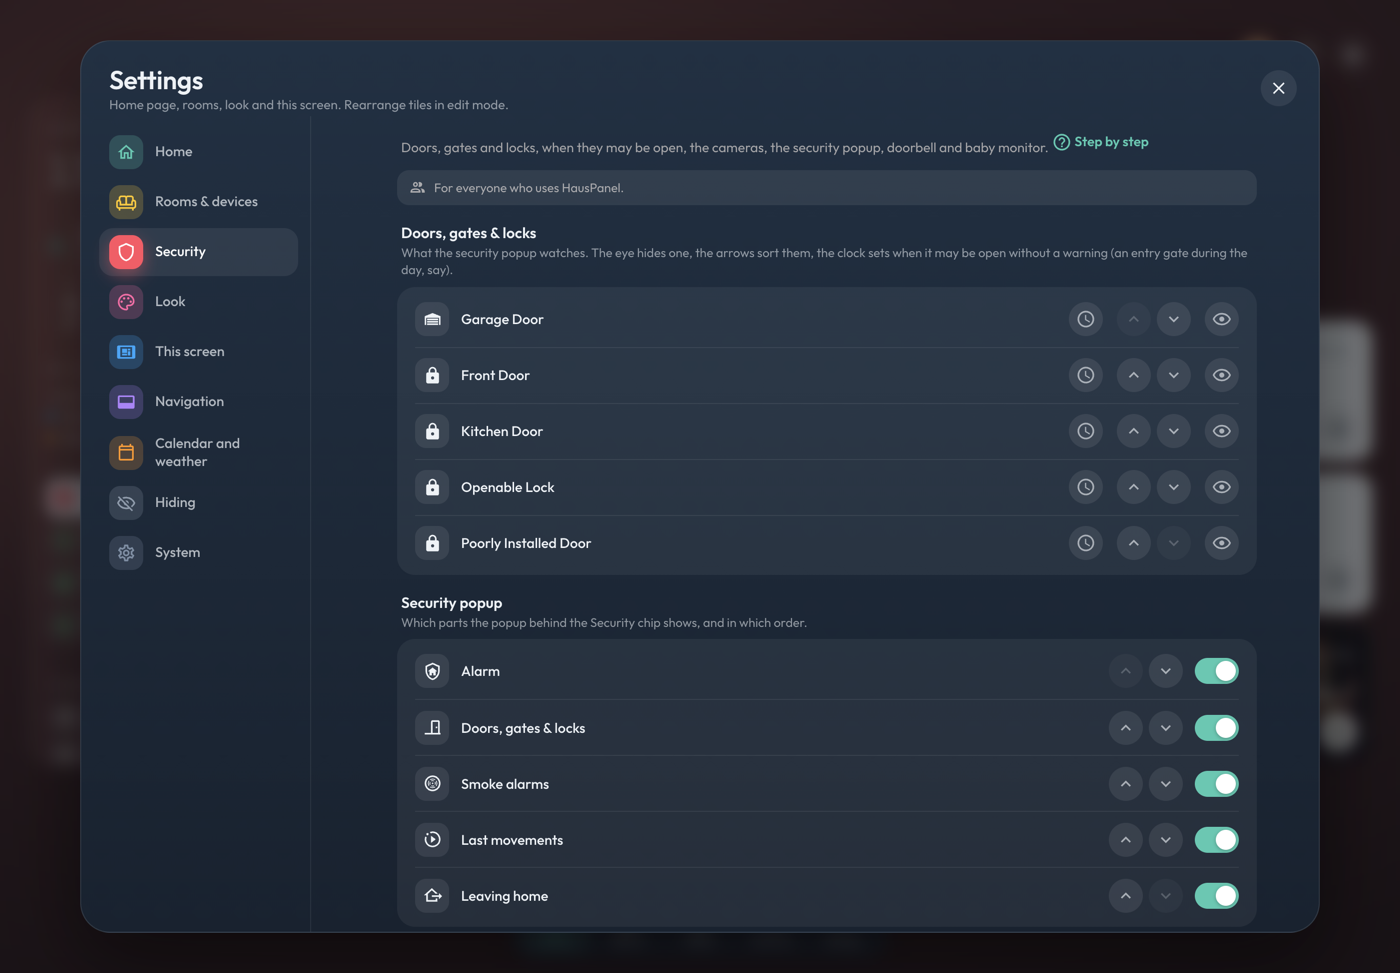 Settings
Home page, rooms, look and this screen. Rearrange tiles in edit mode.
Home
Rooms & devices
Security
Look
This screen
Navigation
Calendar and
weather
Hiding
System
Doors, gates and locks, when they may be open, the cameras, the security popup, doorbell and baby monitor. Step by step
For everyone who uses HausPanel.
Doors, gates & locks
What the security popup watches. The eye hides one, the arrows sort them, the clock sets when it may be open without a warning (an entry gate during the
day, say).
Garage Door
Front Door
Kitchen Door
Openable Lock
Poorly Installed Door
Security popup
Which parts the popup behind the Security chip shows, and in which order.
Alarm
Doors, gates & locks
Smoke alarms
Last movements
Leaving home